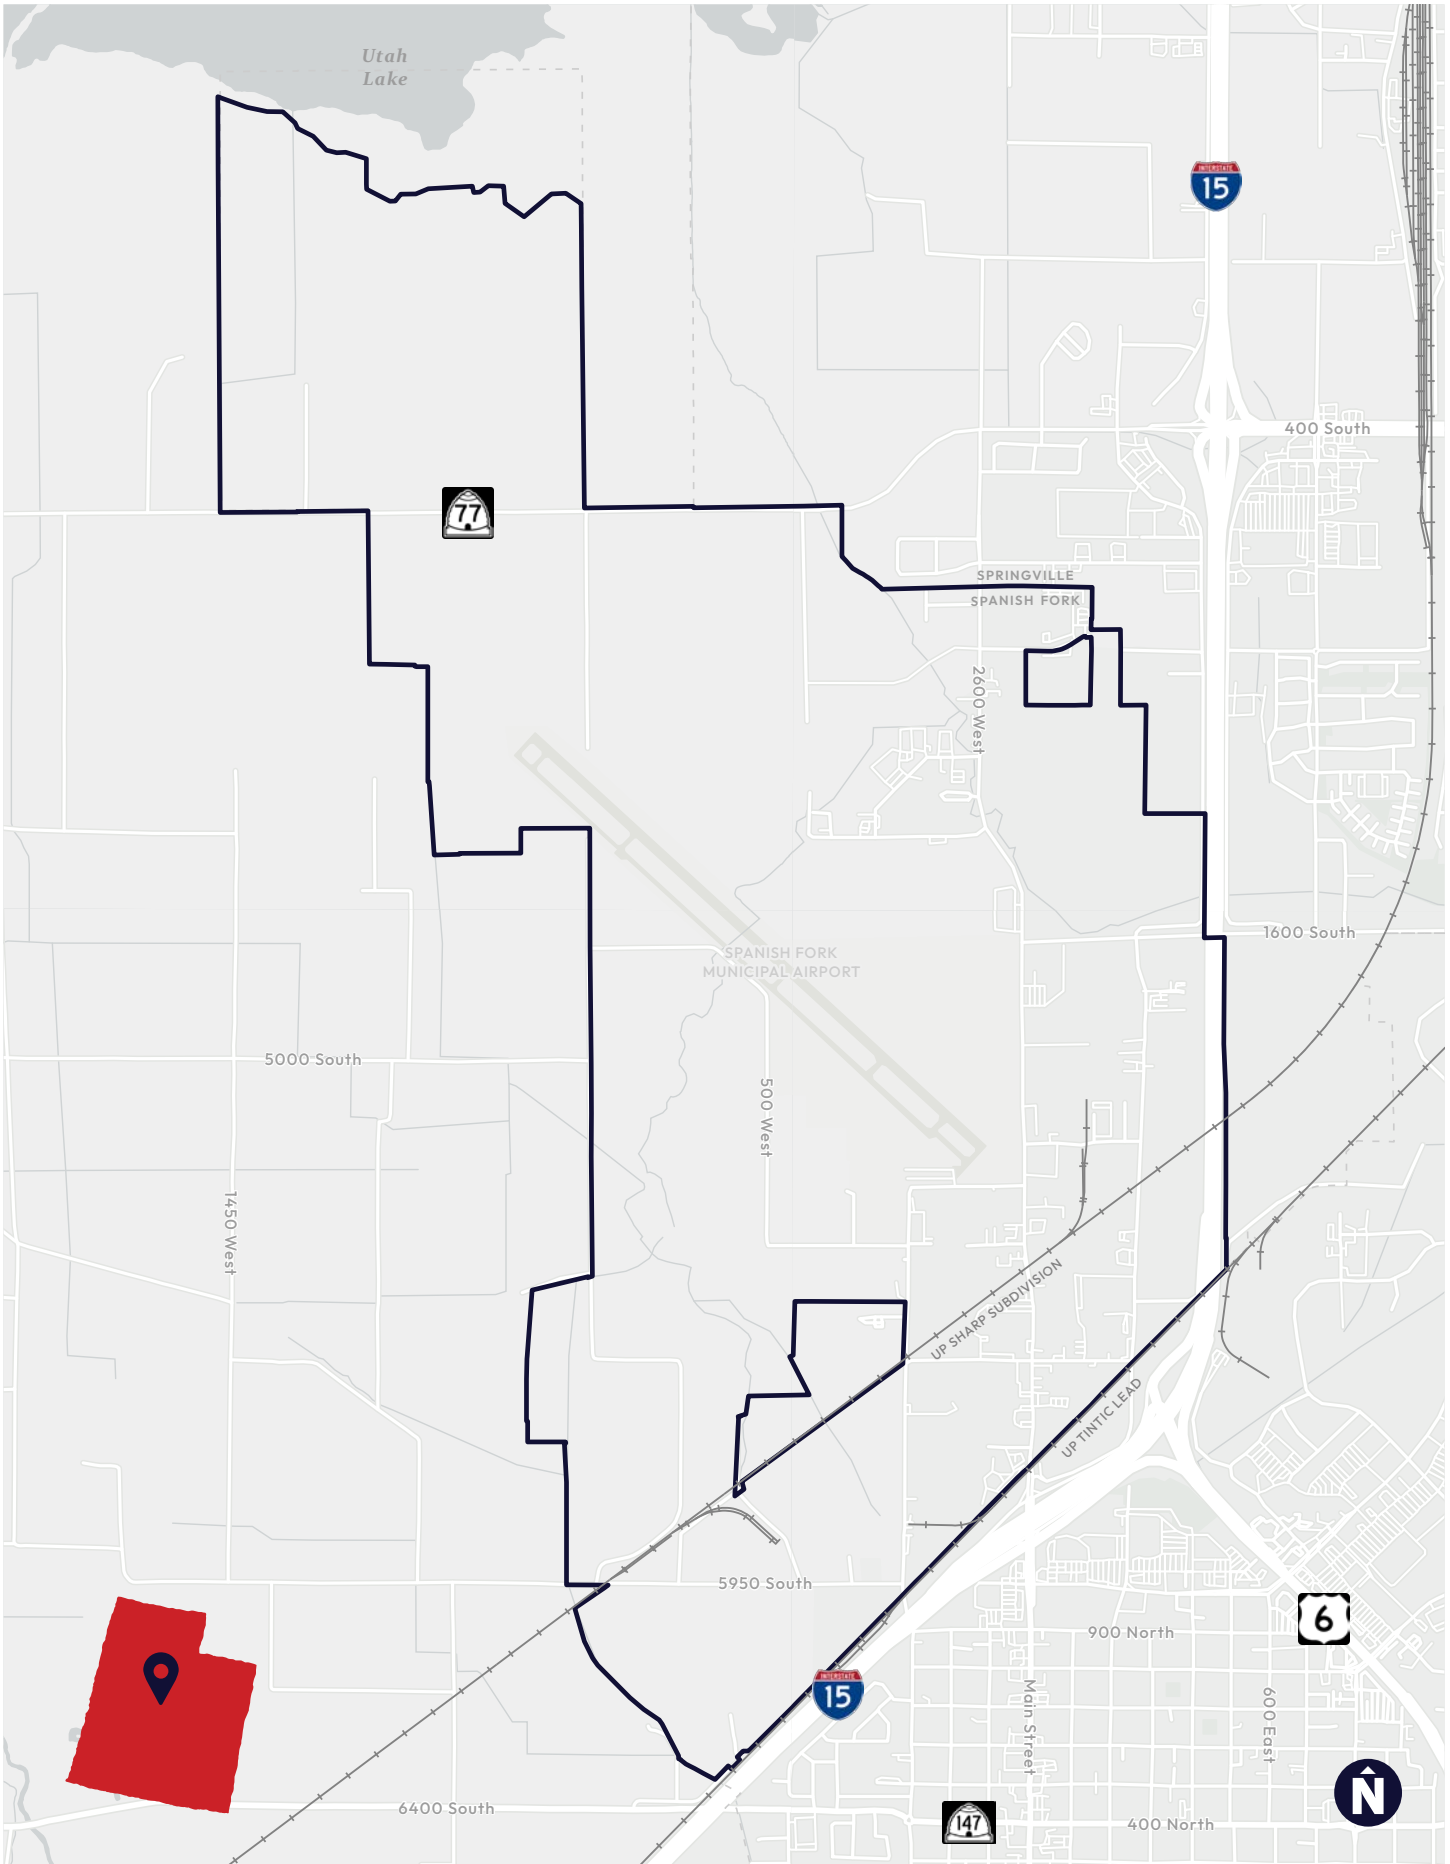 Utah
Lake
INTERSTATE
15
400 South
77
SPRINGVILLE
SPANISH FORK
2600 West
1600 South
SPANISH FORK
MUNICIPAL AIRPORT
5000 South
500 West
1450 West
UP SHARP SUBDIVISION
UP TINTIC LEAD
5950 South
6
900 North
INTERSTATE
15
Main Street
600 East
N
6400 South
147
400 North